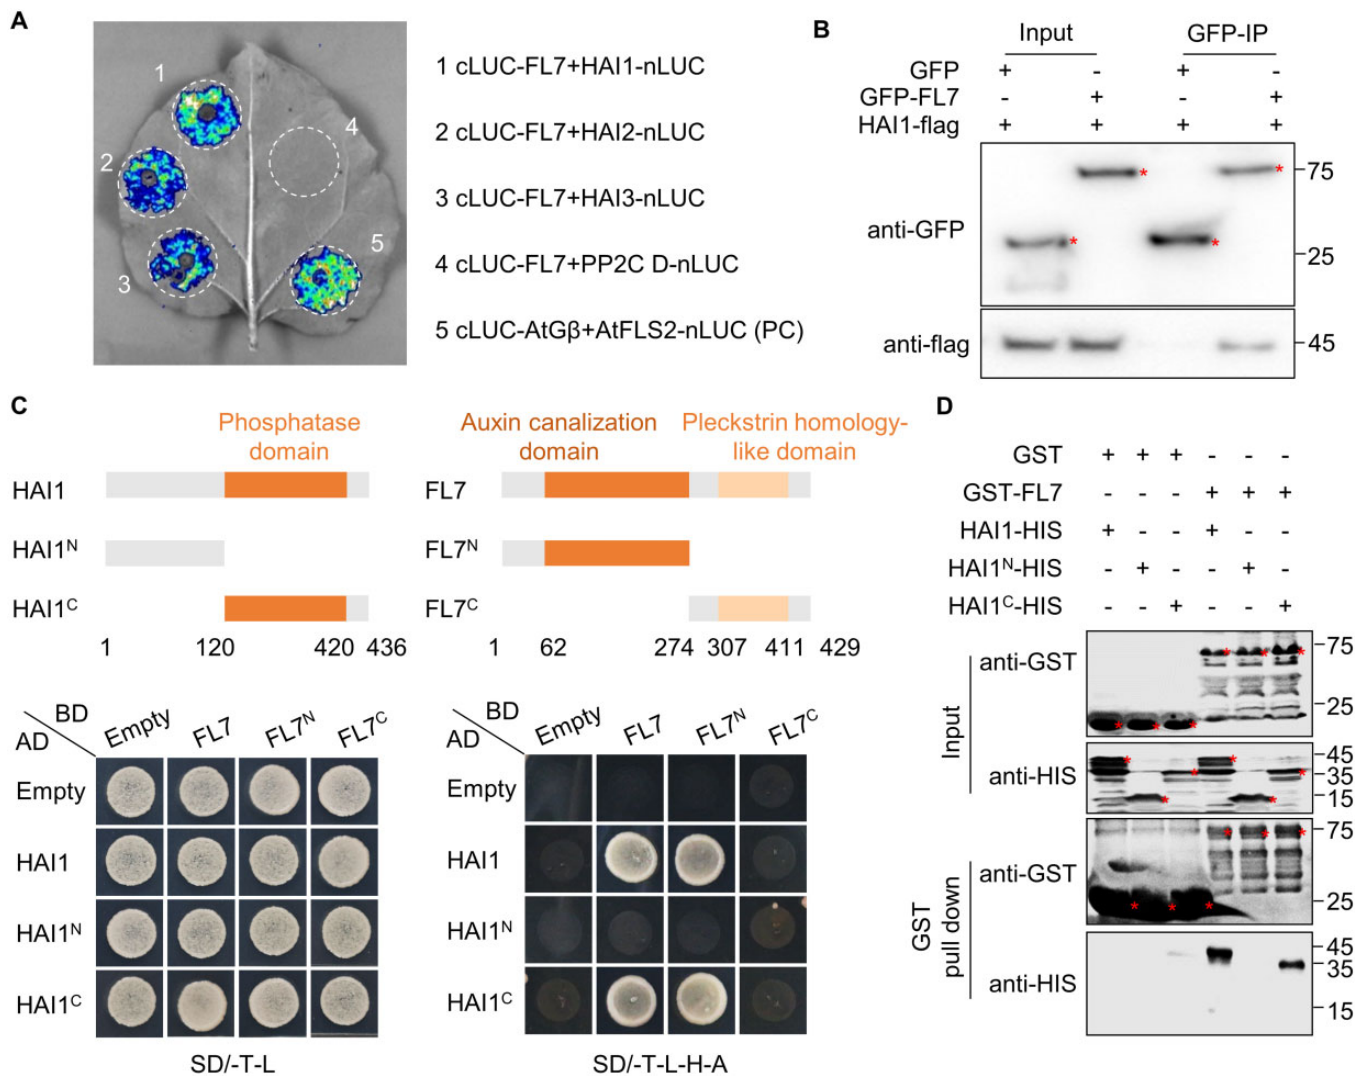 A
1
2
3
4
5
1 cLUC-FL7+HAI1-nLUC
2 cLUC-FL7+HAI2-nLUC
3 cLUC-FL7+HAI3-nLUC
4 cLUC-FL7+PP2C D-nLUC
5 cLUC-AtGβ+AtFLS2-nLUC (PC)
B
Input GFP-IP
GFP + - + -
GFP-FL7 - + - +
HAI1-flag + + + +
anti-GFP
* * * *
75
25
anti-flag
45
C
Phosphatase domain
Auxin canalization domain
Pleckstrin homology-like domain
HAI1
HAI1N
HAI1C
1 120 420 436
FL7
FL7N
FL7C
1 62 274 307 411 429
BD
AD
Empty FL7 FL7N FL7C
Empty
HAI1
HAI1N
HAI1C
SD/-T-L
BD
AD
Empty FL7 FL7N FL7C
Empty
HAI1
HAI1N
HAI1C
SD/-T-L-H-A
D
GST + + + - - -
GST-FL7 - - - + + +
HAI1-HIS + - - + - -
HAI1N-HIS - + - - + -
HAI1C-HIS - - + - - +
Input
anti-GST
75
25
anti-HIS
45
35
15
GST pull down
anti-GST
75
25
anti-HIS
45
35
15